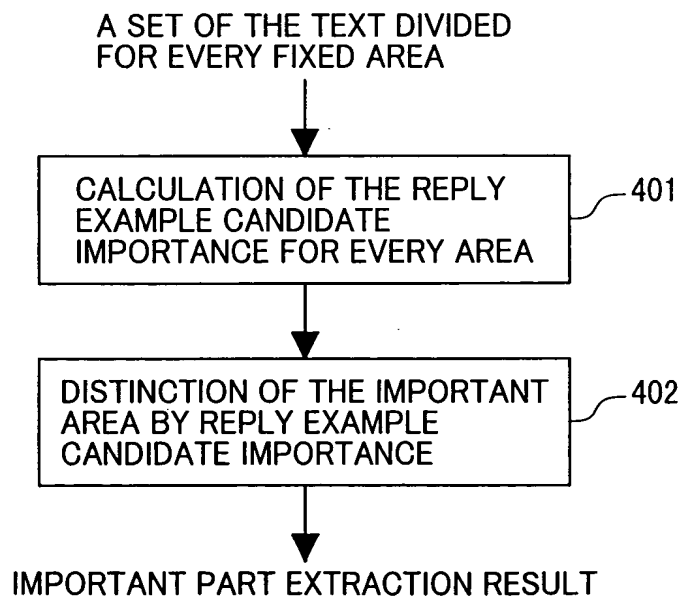 A SET OF THE TEXT DIVIDED
FOR EVERY FIXED AREA
CALCULATION OF THE REPLY
EXAMPLE CANDIDATE
IMPORTANCE FOR EVERY AREA
401
DISTINCTION OF THE IMPORTANT
AREA BY REPLY EXAMPLE
CANDIDATE IMPORTANCE
402
IMPORTANT PART EXTRACTION RESULT